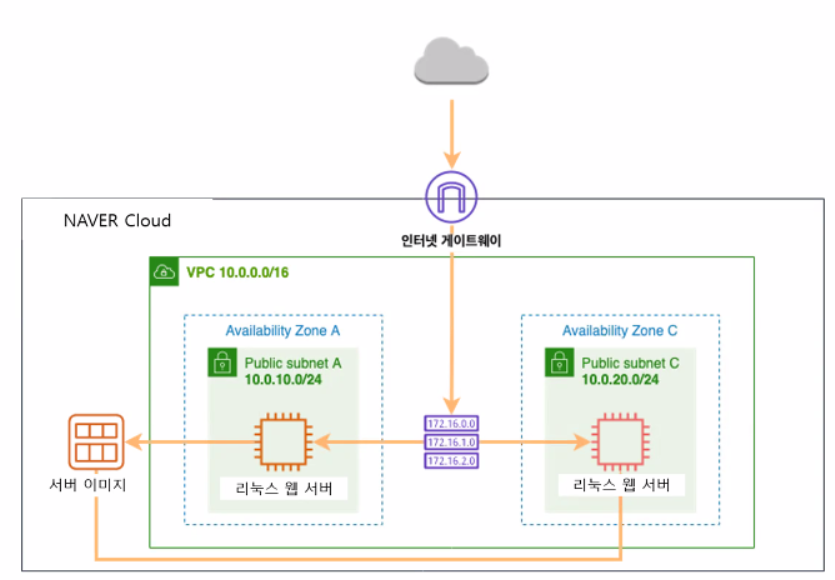 NAVER Cloud
인터넷 게이트웨이
VPC 10.0.0.0/16
Availability Zone A
Public subnet A
10.0.10.0/24
Availability Zone C
Public subnet C
10.0.20.0/24
172.16.0.0
172.16.1.0
172.16.2.0
서버 이미지
리눅스 웹 서버
리눅스 웹 서버